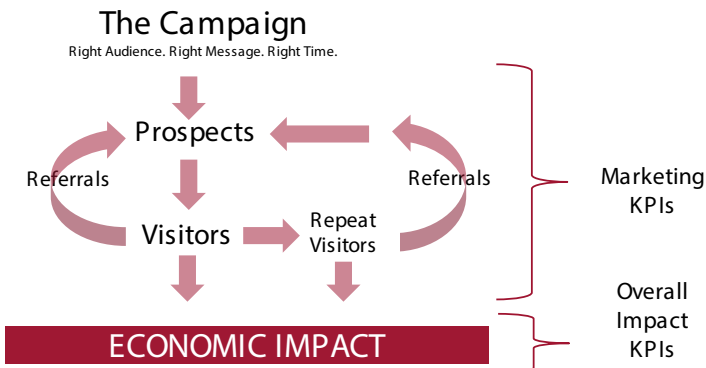 The Campaign
Right Audience. Right Message. Right Time.
Prospects
Referrals
Referrals
Marketing
KPIs
Visitors
Repeat
Visitors
Overall
Impact
KPIs
ECONOMIC IMPACT